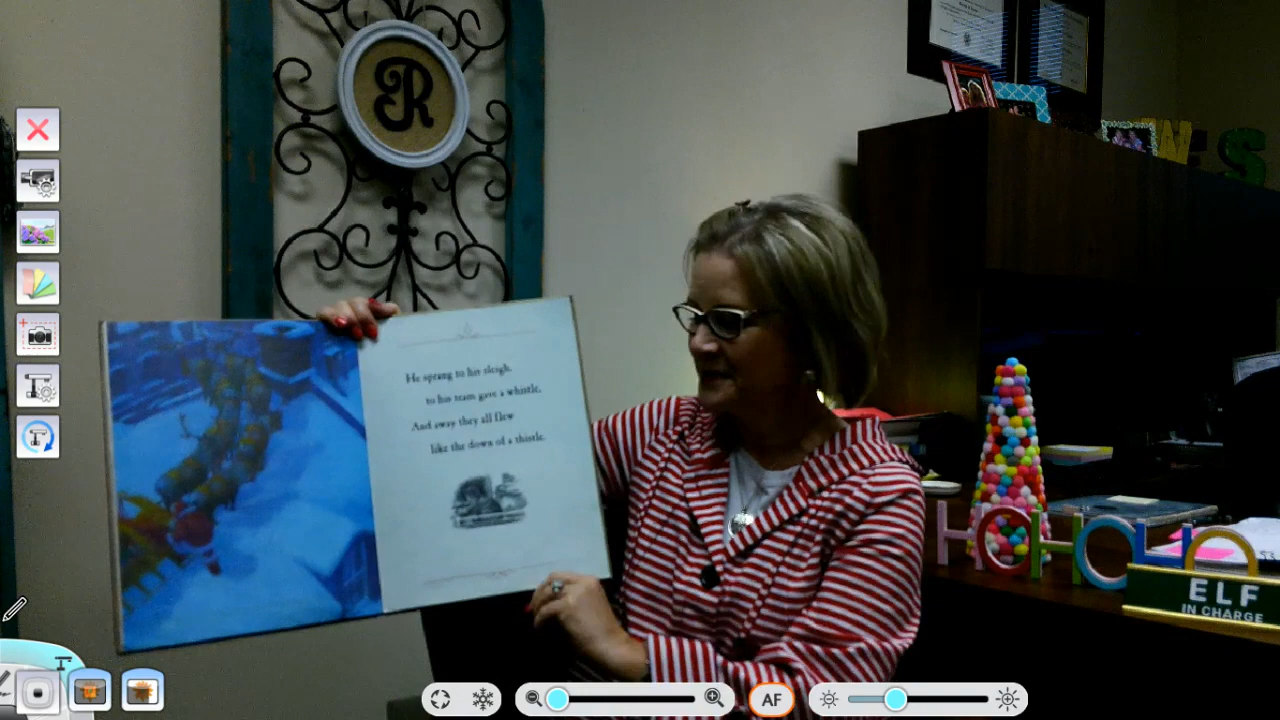 R
He sprang to his sleigh,
to his team gave a whistle,
And away they all flew
like the down of a thistle.
HOHOHO
ELF
IN CHARGE
S
AF